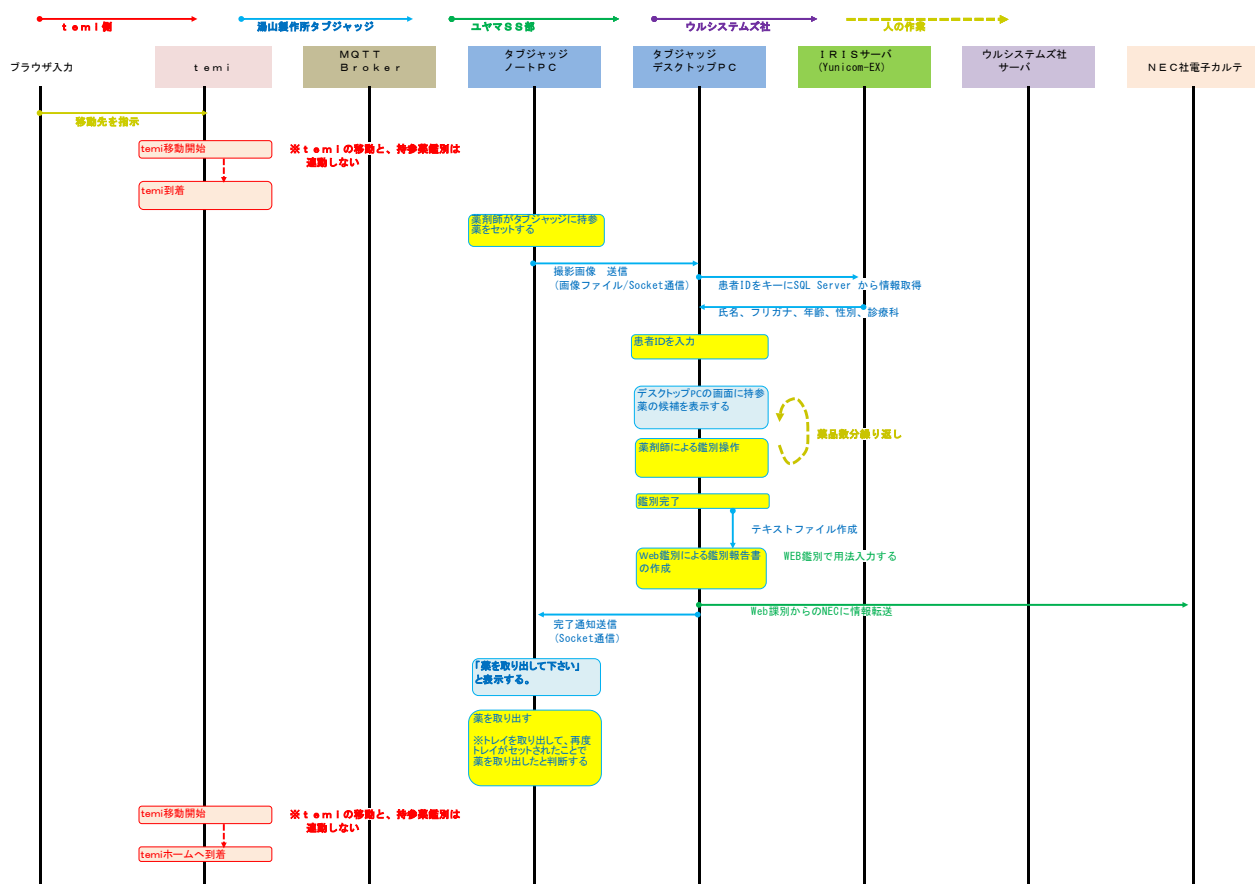 temi側
湯山製作所タブジャッジ
ユヤマSS部
ウルシステムズ社
人の作業
ブラウザ入力
temi
MQTT
Broker
タブジャッジ
ノートPC
タブジャッジ
デスクトップPC
IRISサーバ
(Yunicom-EX)
ウルシステムズ社
サーバ
NEC社電子カルテ
移動先を指示
temi移動開始
※temiの移動と、持参薬鑑別は
連動しない
temi到着
薬剤師がタブジャッジに持参
薬をセットする
撮影画像 送信
(画像ファイル/Socket通信)
患者IDをキーにSQL Server から情報取得
氏名、フリガナ、年齢、性別、診療科
患者IDを入力
デスクトップPCの画面に持参
薬の候補を表示する
薬品数分繰り返し
薬剤師による鑑別操作
鑑別完了
テキストファイル作成
Web鑑別による鑑別報告書
の作成
WEB鑑別で用法入力する
Web課別からのNECに情報転送
完了通知送信
(Socket通信)
「薬を取り出して下さい」
と表示する。
薬を取り出す
※トレイを取り出して、再度
トレイがセットされたことで
薬を取り出したと判断する
temi移動開始
※temiの移動と、持参薬鑑別は
連動しない
temiホームへ到着